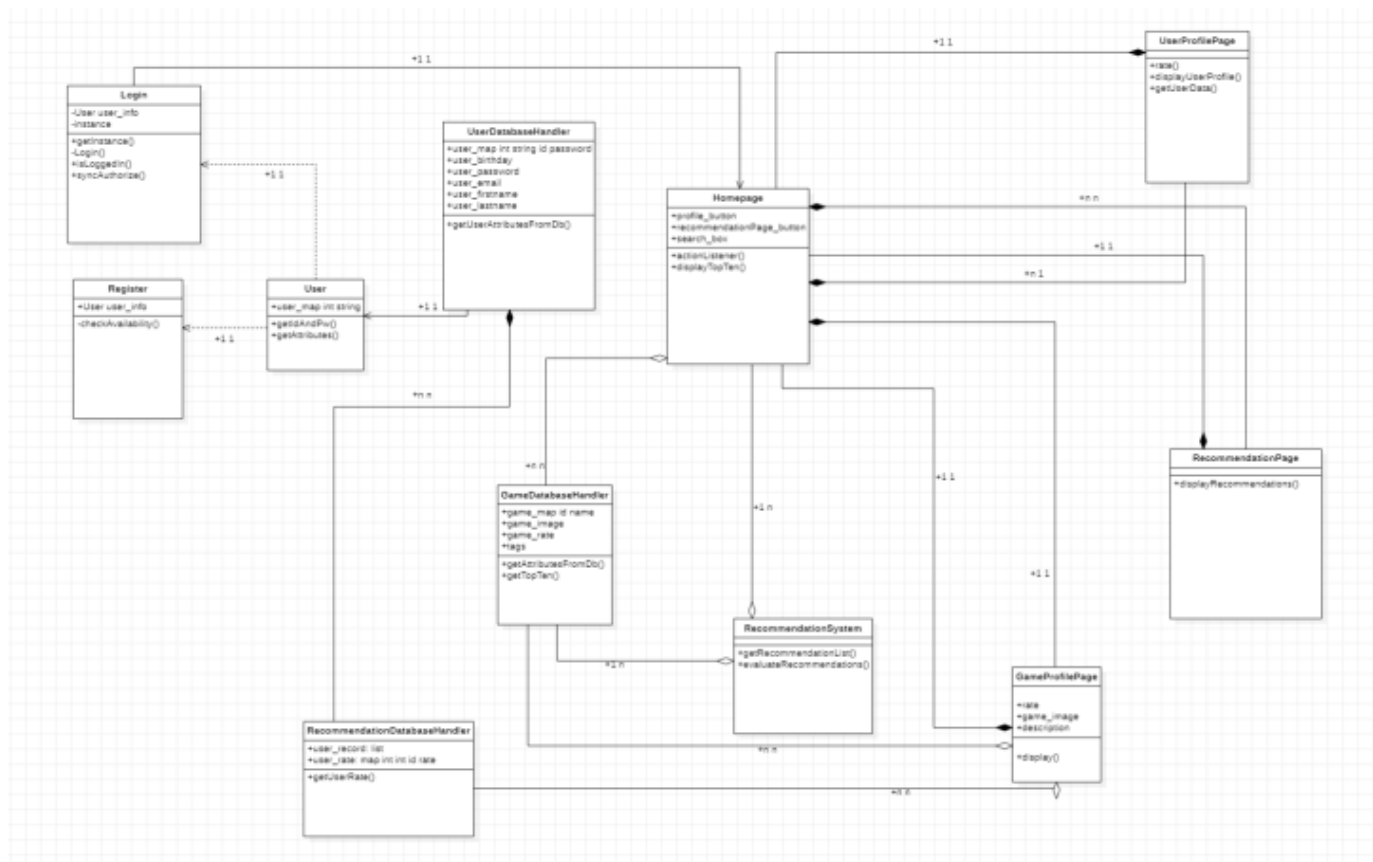 UserProfilePage
+rate()
+displayUserProfile()
+getUserData()
+1 1
+1 1
Login
-User user_info
-instance
+getInstance()
-Login()
+isLoggedIn()
+syncAuthorize()
+1 1
UserDatabaseHandler
+user_map int string id password
+user_birthday
+user_password
+user_email
+user_firstname
+user_lastname
+getUserAttributesFromDb()
Homepage
+profile_button
+recommendationPage_button
+search_box
+actionListener()
+displayTopTen()
+n n
+1 1
+n 1
Register
+User user_info
-checkAvailability()
User
+user_map int string
+getIdAndPw()
+getAttributes()
+1 1
+1 1
+n n
+n n
RecommendationPage
+displayRecommendations()
+1 1
GameDatabaseHandler
+game_map id name
+game_image
+game_rate
+tags
+getAttributesFromDb()
+getTopTen()
+1 n
+1 1
RecommendationSystem
+getRecommendationList()
+evaluateRecommendations()
+1 n
GameProfilePage
+rate
+game_image
+description
+display()
+n n
RecommendationDatabaseHandler
+user_record: list
+user_rate: map int int id rate
+getUserRate()
+n n